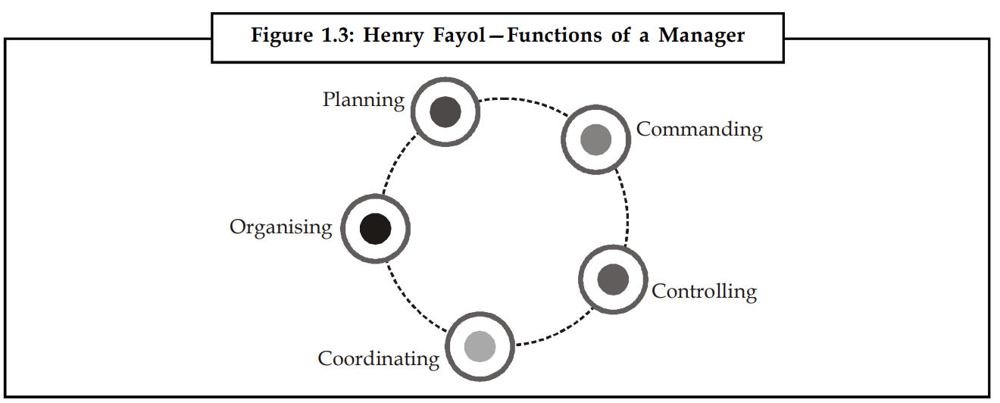 Figure 1.3: Henry Fayol—Functions of a Manager
Planning
Commanding
Organising
Controlling
Coordinating